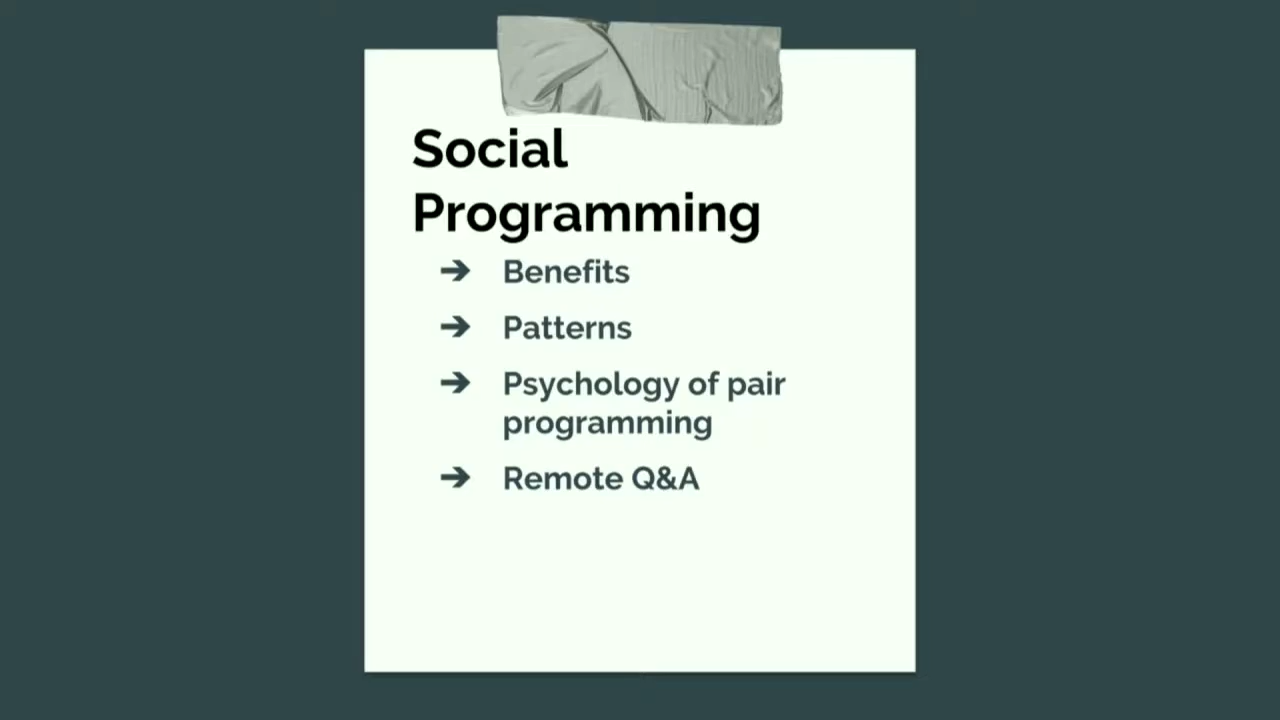 Social
Programming
➔ Benefits
➔ Patterns
➔ Psychology of pair
programming
➔ Remote Q&A